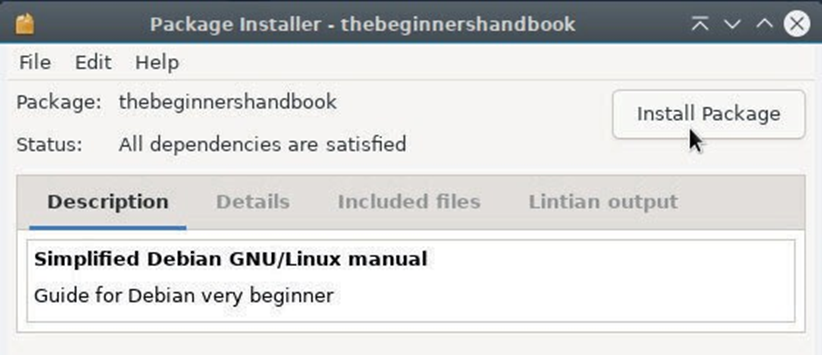 Package Installer - thebeginnershandbook
File Edit Help
Package: thebeginnershandbook
Install Package
Status: All dependencies are satisfied
Description Details Included files Lintian output
Simplified Debian GNU/Linux manual
Guide for Debian very beginner